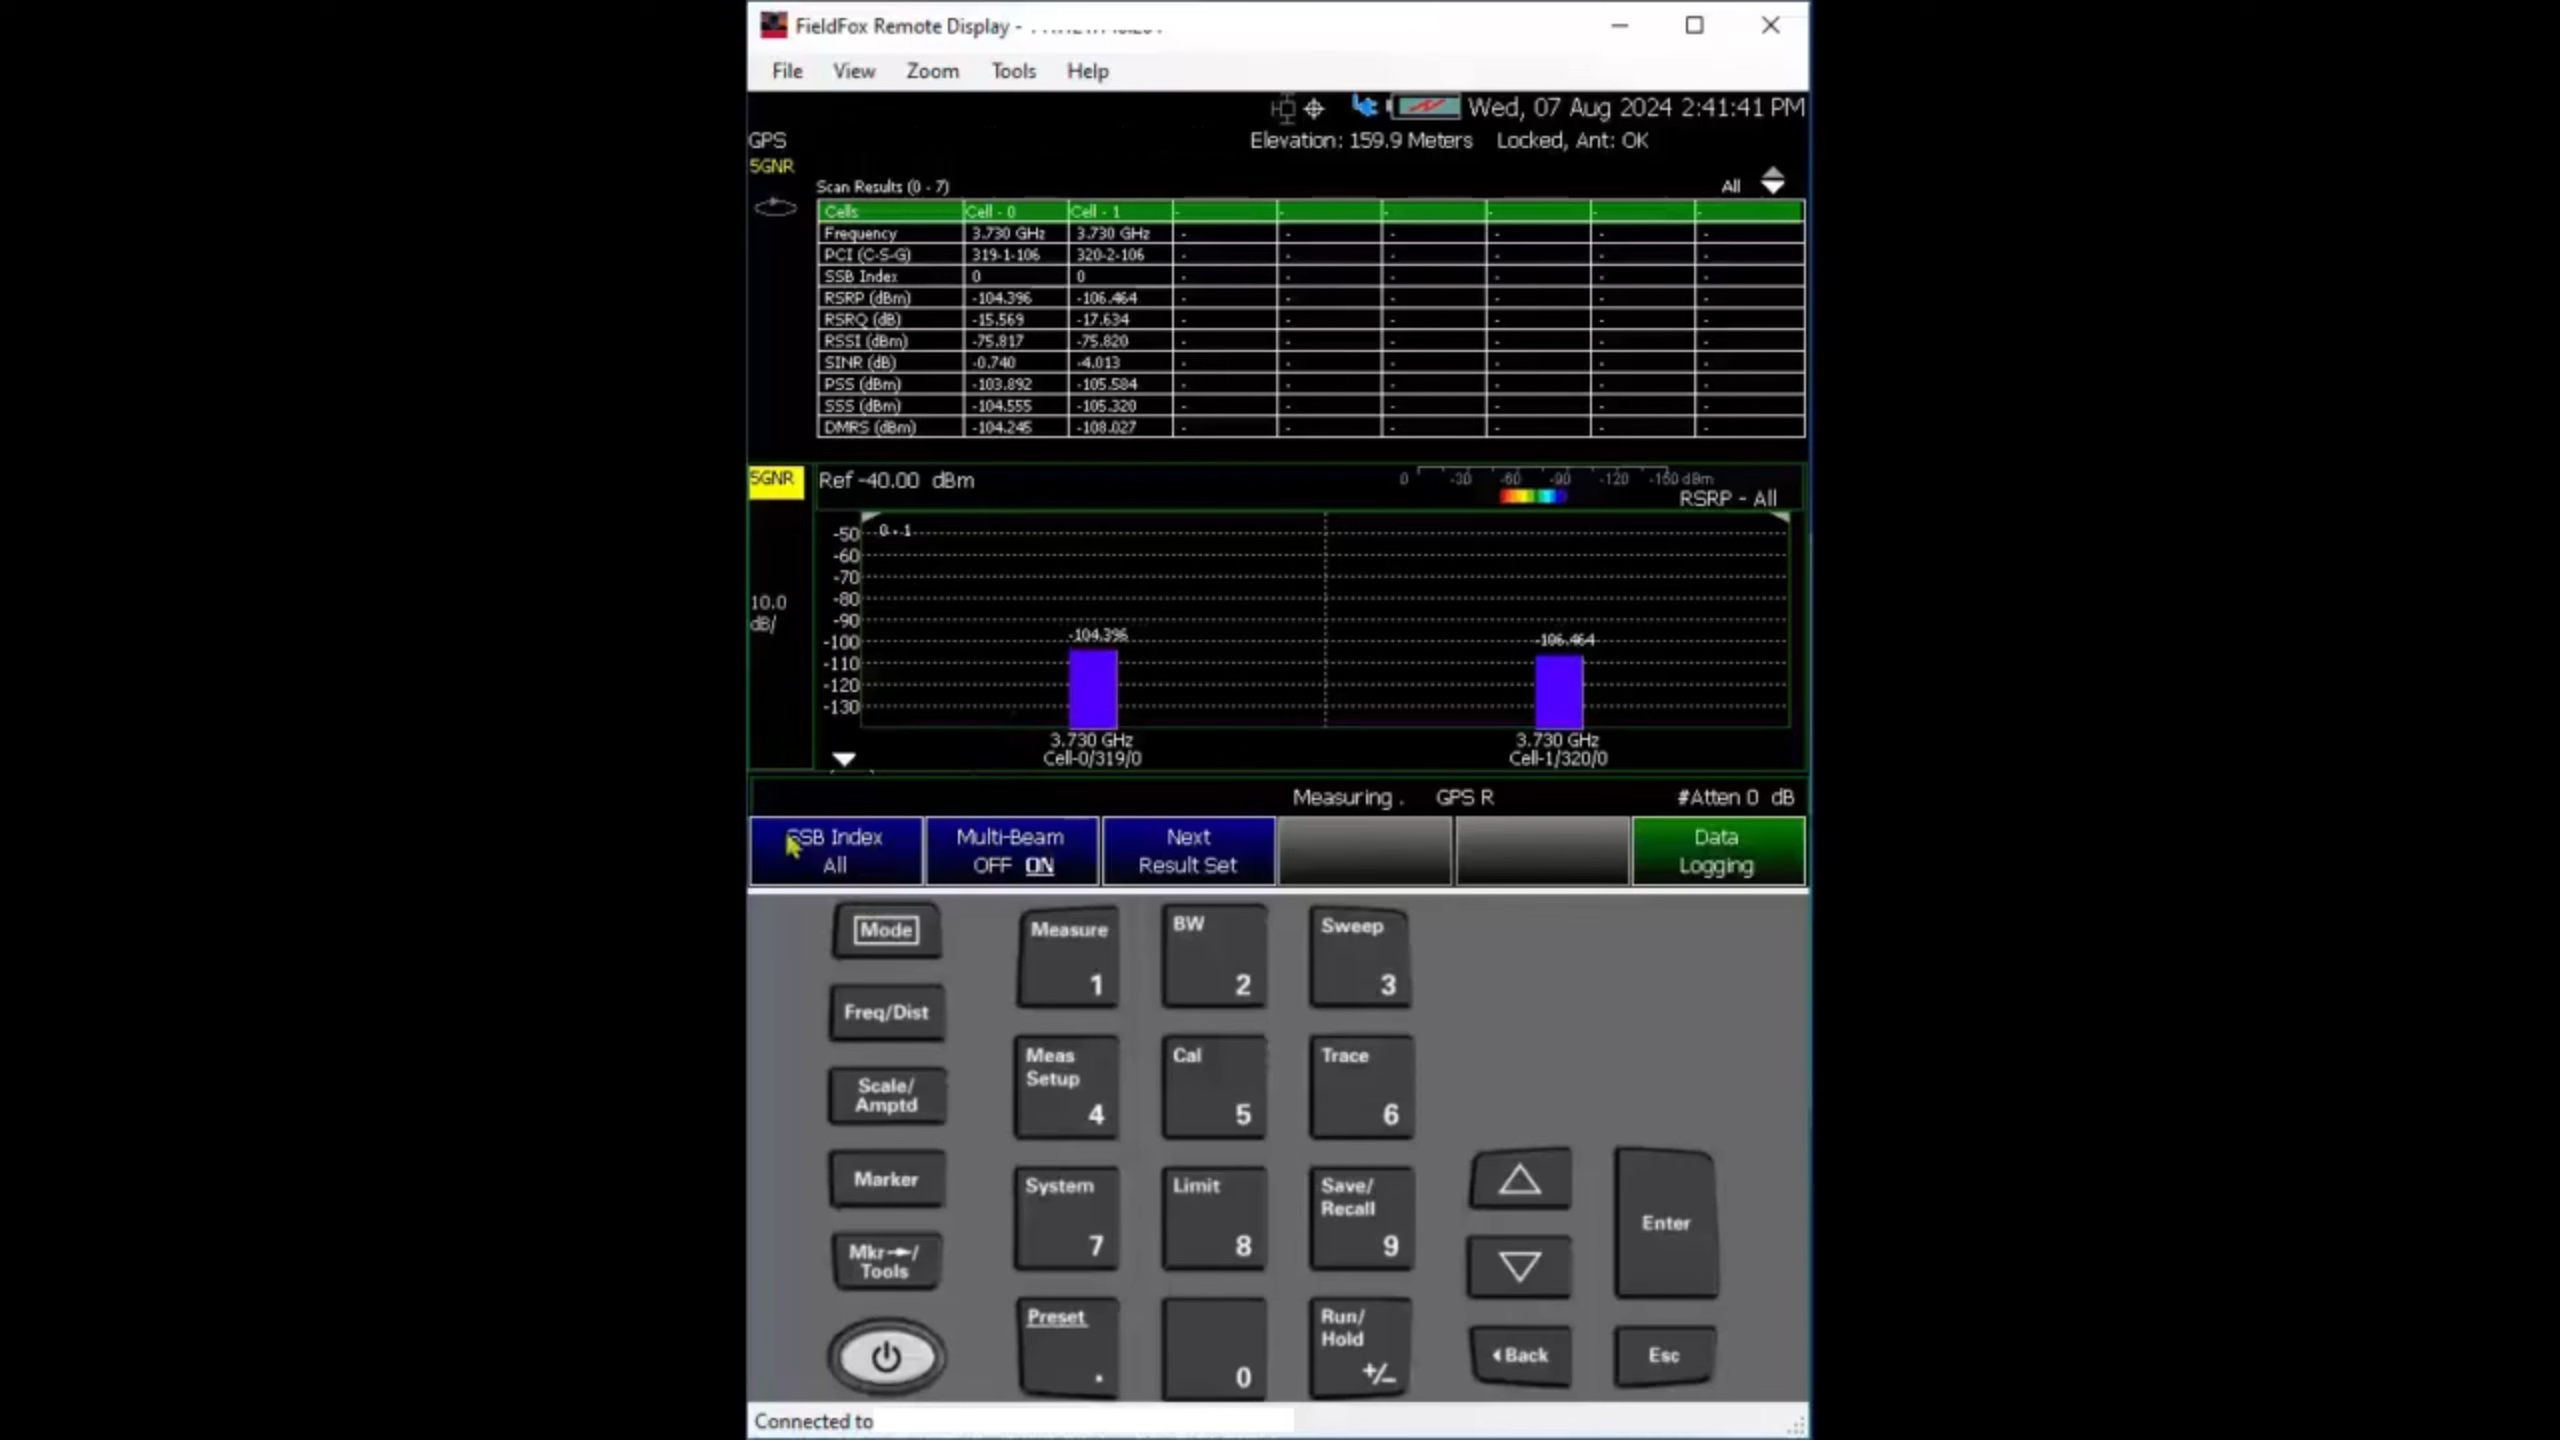 FieldFox Remote Display -
File View Zoom Tools Help
Wed, 07 Aug 2024 2:41:41 PM
GPS Elevation: 159.9 Meters Locked, Ant: OK
5GNR
Scan Results (0 - 7) All
Cells Cell - 0 Cell - 1 - - - - - -
Frequency 3.730 GHz 3.730 GHz - - - - - -
PCI (C-S-G) 319-1-106 320-2-106 - - - - - -
SSB Index 0 0 - - - - - -
RSRP (dBm) -104.396 -106.464 - - - - - -
RSRQ (dB) -15.569 -17.634 - - - - - -
RSSI (dBm) -75.817 -75.820 - - - - - -
SINR (dB) -0.740 -4.013 - - - - - -
PSS (dBm) -103.892 -105.584 - - - - - -
SSS (dBm) -104.555 -105.320 - - - - - -
DMRS (dBm) -104.245 -108.027 - - - - - -
5GNR Ref -40.00 dBm 0 -30 -60 -90 -120 -150 dBm
RSRP - All
0 - 1
-50
-60
-70
-80
-90
-100
-110
-120
-130
10.0
dB/
-104.396 -106.464
3.730 GHz 3.730 GHz
Cell-0/319/0 Cell-1/320/0
Measuring . GPS R #Atten 0 dB
SSB Index
All
Multi-Beam
OFF ON
Next
Result Set
Data
Logging
Mode
Measure
1
BW
2
Sweep
3
Freq/Dist
Meas
Setup
4
Cal
5
Trace
6
Scale/
Amptd
Marker
System
7
Limit
8
Save/
Recall
9
Enter
Mkr→/
Tools
Preset
.
0
Run/
Hold
+/-
Back
Esc
Connected to